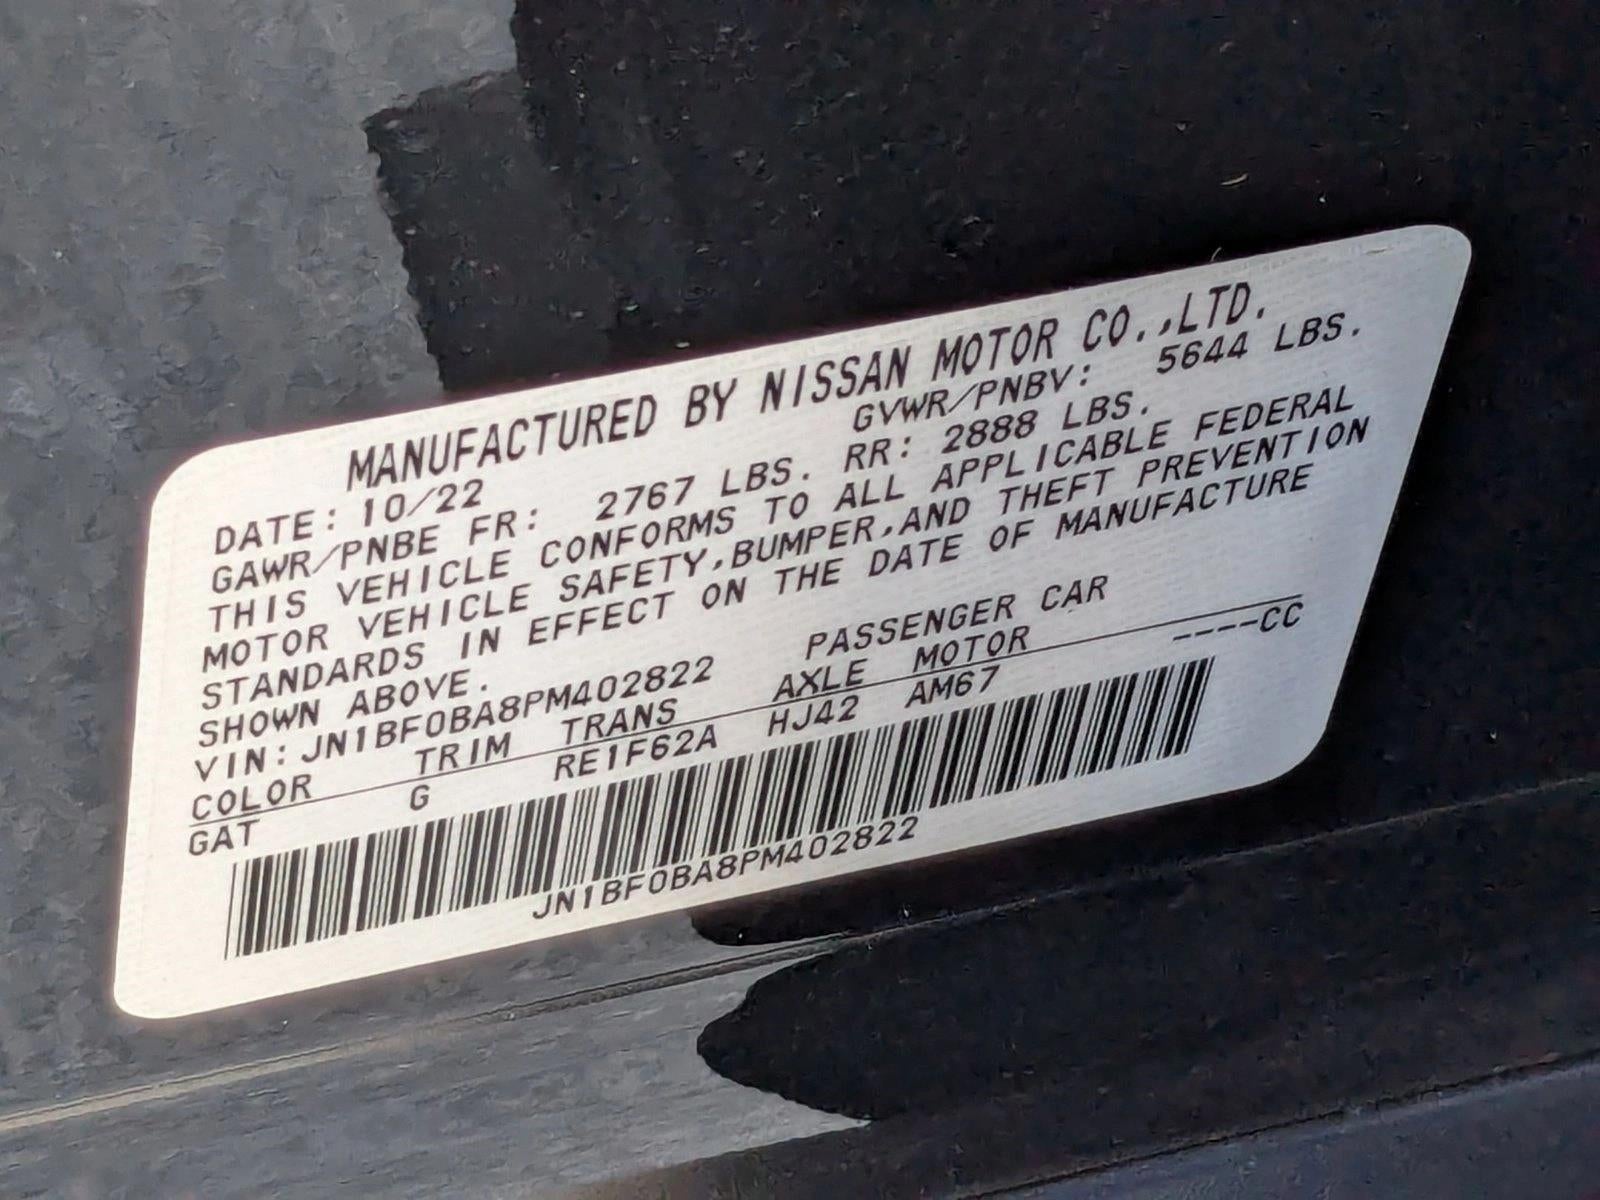 MANUFACTURED BY NISSAN MOTOR CO.,LTD.
DATE: 10/22 GVWR/PNBV: 5644 LBS.
GAWR/PNBE FR: 2767 LBS. RR: 2888 LBS.
THIS VEHICLE CONFORMS TO ALL APPLICABLE FEDERAL
MOTOR VEHICLE SAFETY,BUMPER,AND THEFT PREVENTION
STANDARDS IN EFFECT ON THE DATE OF MANUFACTURE
SHOWN ABOVE.
VIN: JN1BF0BA8PM402822 PASSENGER CAR
COLOR TRIM TRANS AXLE MOTOR
GAT G RE1F62A HJ42 AM67 ----CC
JN1BF0BA8PM402822